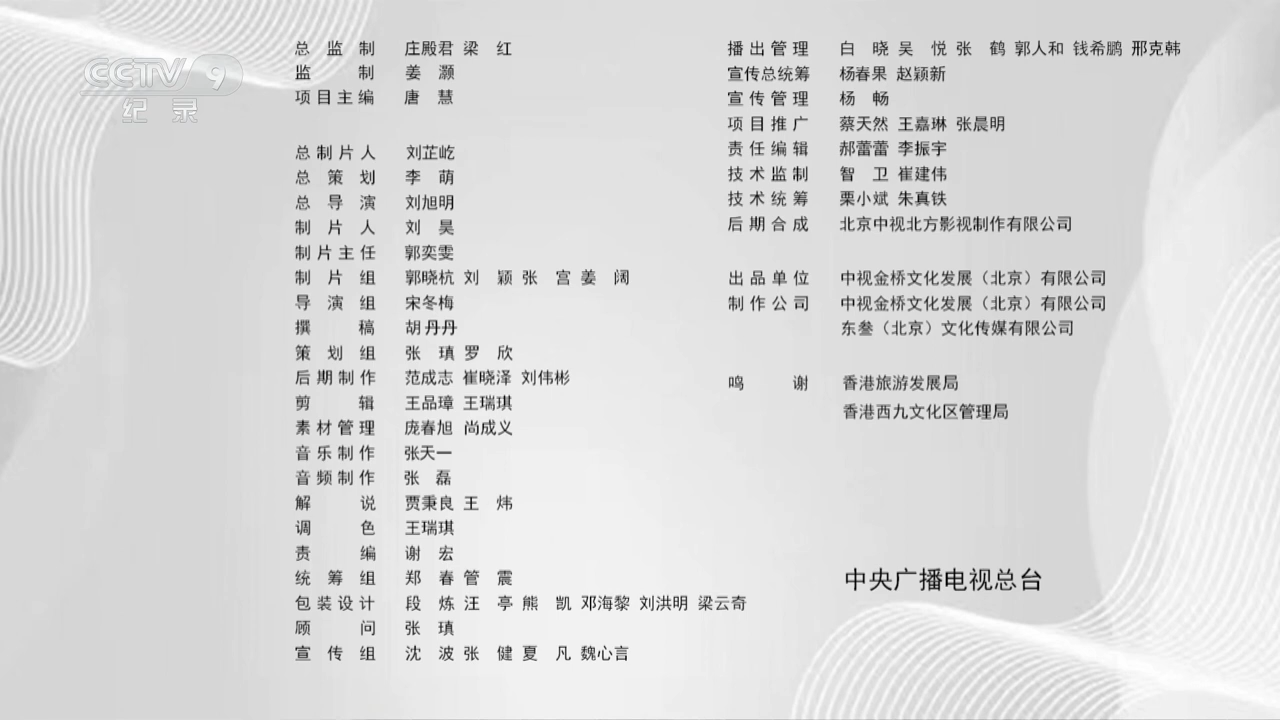 CCTV 9
纪录
总监制 庄殿君 梁红
监制 姜灏
项目主编 唐慧
总制片人 刘芷屹
总策划 李萌
总导演 刘旭明
制片人 刘昊
制片主任 郭奕雯
制片组 郭晓杭 刘颖 张宫 姜阔
导演组 宋冬梅
撰稿 胡丹丹
策划组 张瑱 罗欣
后期制作 范成志 崔晓泽 刘伟彬
剪辑 王品璋 王瑞琪
素材管理 庞春旭 尚成义
音乐制作 张天一
音频制作 张磊
解说 贾秉良 王炜
调色 王瑞琪
责编 谢宏
统筹组 郑春 管震
包装设计 段炼 汪亭 熊凯 邓海黎 刘洪明 梁云奇
顾问 张瑱
宣传组 沈波 张健 夏凡 魏心言
播出管理 白晓 吴悦 张鹤 郭人和 钱希鹏 邢克韩
宣传总统筹 杨春果 赵颖新
宣传管理 杨畅
项目推广 蔡天然 王嘉琳 张晨明
责任编辑 郝蕾蕾 李振宇
技术监制 智卫 崔建伟
技术统筹 栗小斌 朱真铁
后期合成 北京中视北方影视制作有限公司
出品单位 中视金桥文化发展（北京）有限公司
制作公司 中视金桥文化发展（北京）有限公司
东叁（北京）文化传媒有限公司
鸣谢 香港旅游发展局
香港西九文化区管理局
中央广播电视总台